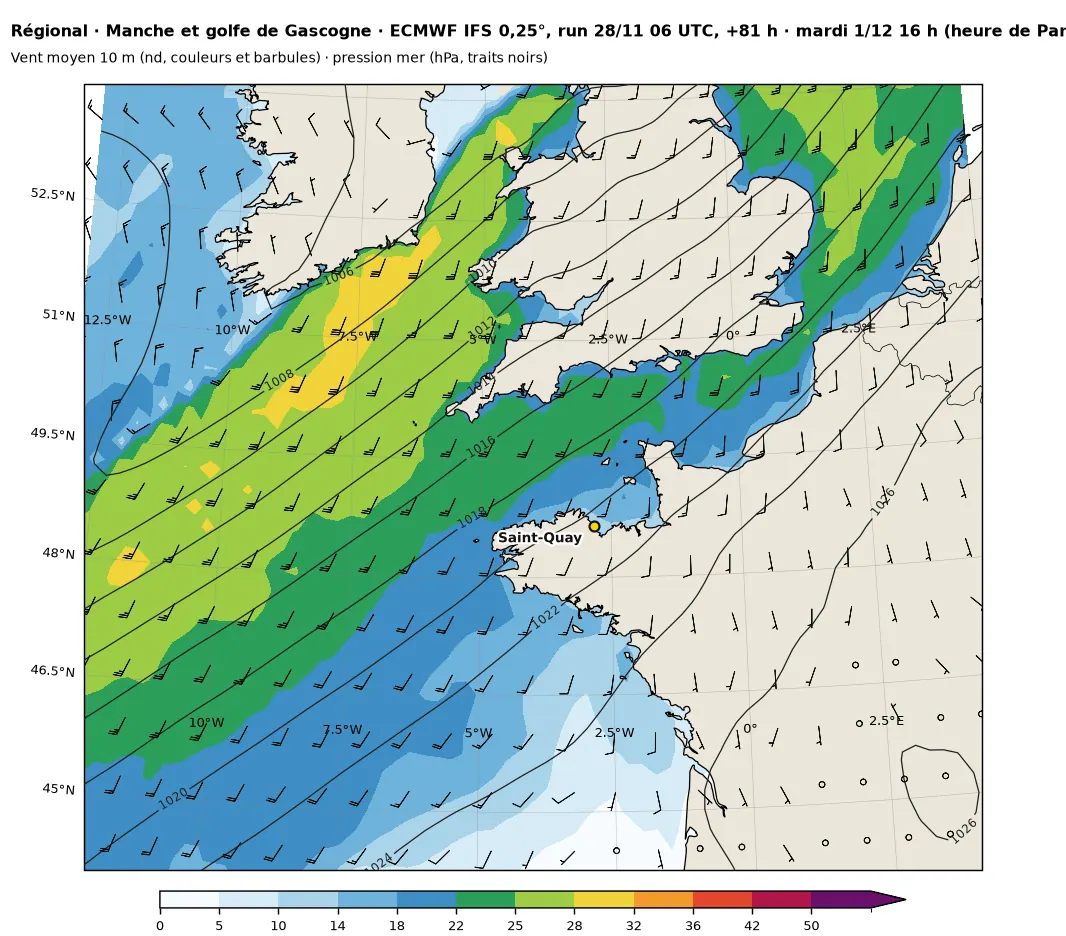 Régional · Manche et golfe de Gascogne · ECMWF IFS 0,25°, run 28/11 06 UTC, +81 h · mardi 1/12 16 h (heure de Par
Vent moyen 10 m (nd, couleurs et barbules) · pression mer (hPa, traits noirs)
52.5°N
1006
1010
51°N
12.5°W
10°W
7.5°W
1012
5°W
2.5°W
0°
2.5°E
1008
1016
49.5°N
1018
1026
48°N
Saint-Quay
1022
46.5°N
10°W
7.5°W
5°W
2.5°W
0°
2.5°E
45°N
1020
1024
1026
0 5 10 14 18 22 25 28 32 36 42 50